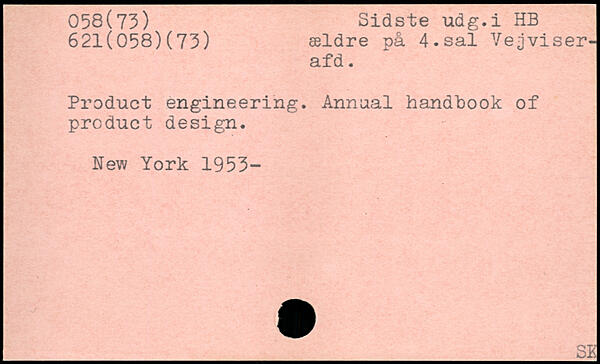 058(73) Sidste udg.i HB
621(058)(73) ældre på 4.sal Vejviser-
afd.
Product engineering. Annual handbook of
product design.
New York 1953-
SK